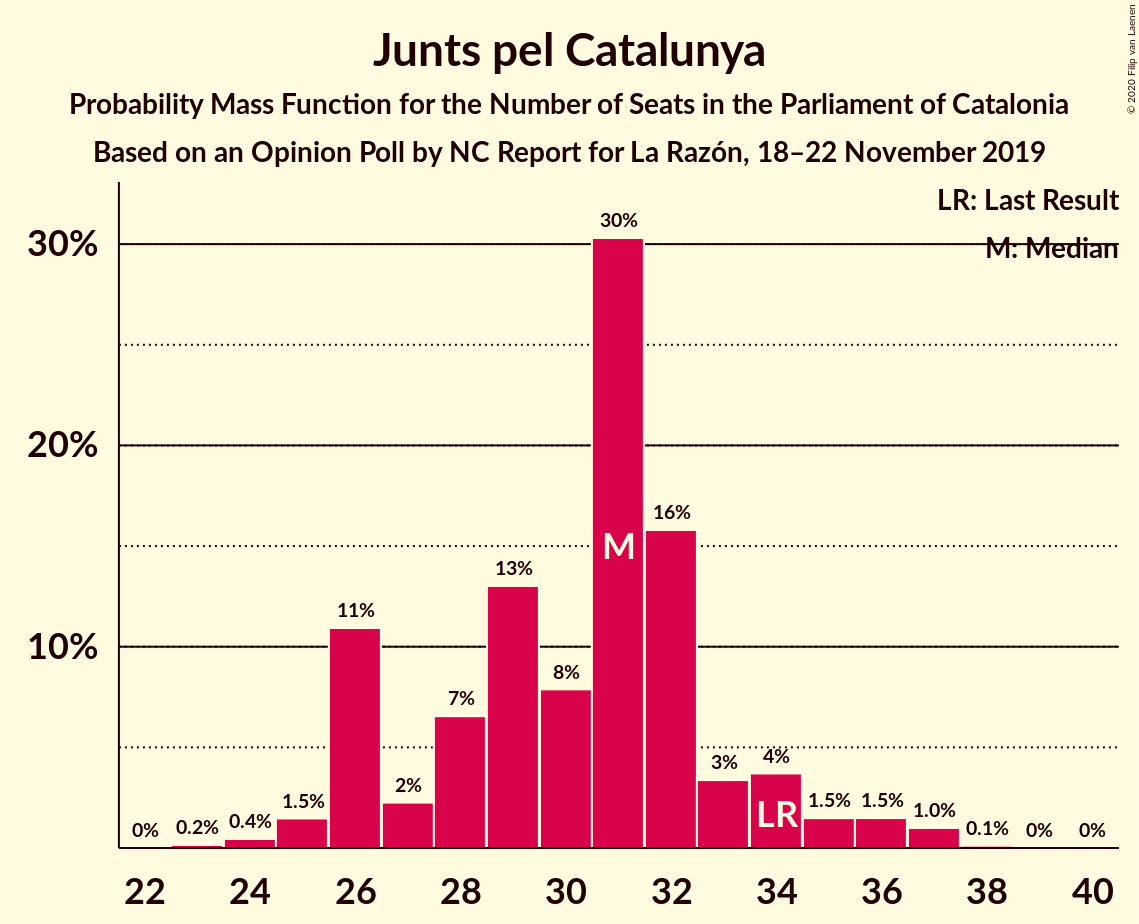 Junts pel Catalunya
Probability Mass Function for the Number of Seats in the Parliament of Catalonia
Based on an Opinion Poll by NC Report for La Razón, 18–22 November 2019
© 2020 Filip van Laenen
LR: Last Result
M: Median
30%
20%
10%
0%
0.2%
0.4%
1.5%
11%
2%
7%
13%
8%
30%
16%
3%
4%
1.5%
1.5%
1.0%
0.1%
0%
0%
M
LR
22 24 26 28 30 32 34 36 38 40